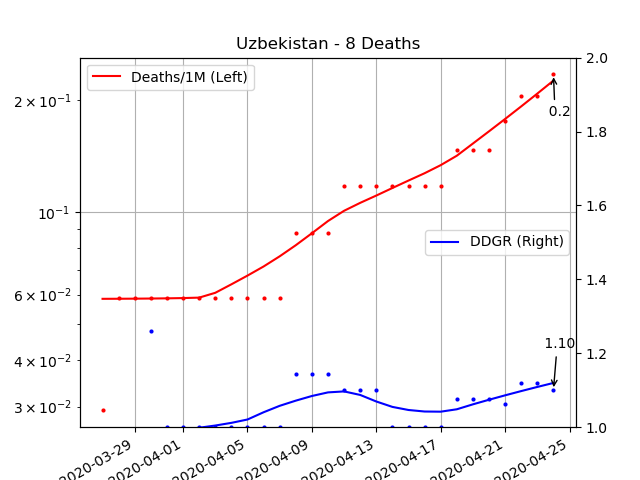 Uzbekistan - 8 Deaths
Deaths/1M (Left)
DDGR (Right)
0.2
1.10
2 × 10⁻¹
10⁻¹
6 × 10⁻²
4 × 10⁻²
3 × 10⁻²
2.0
1.8
1.6
1.4
1.2
1.0
2020-03-29
2020-04-01
2020-04-05
2020-04-09
2020-04-13
2020-04-17
2020-04-21
2020-04-25